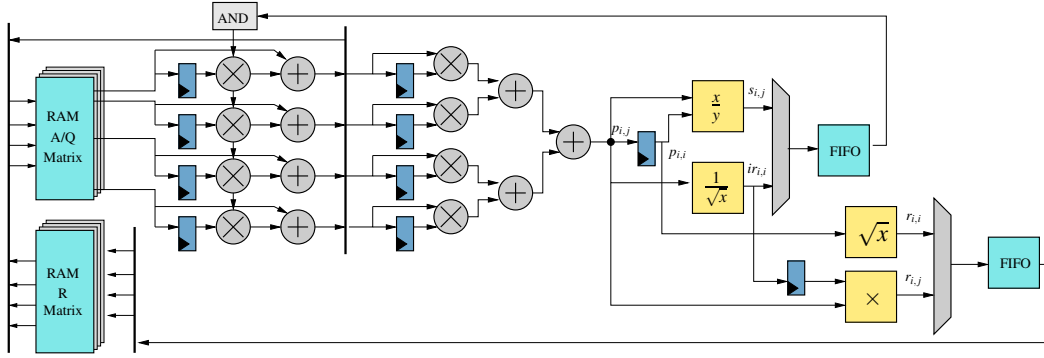 AND
RAM
A/Q
Matrix
p_{i,j}
p_{i,i}
x/y
s_{i,j}
FIFO
1/√x
ir_{i,i}
√x
r_{i,i}
FIFO
×
r_{i,j}
RAM
R
Matrix